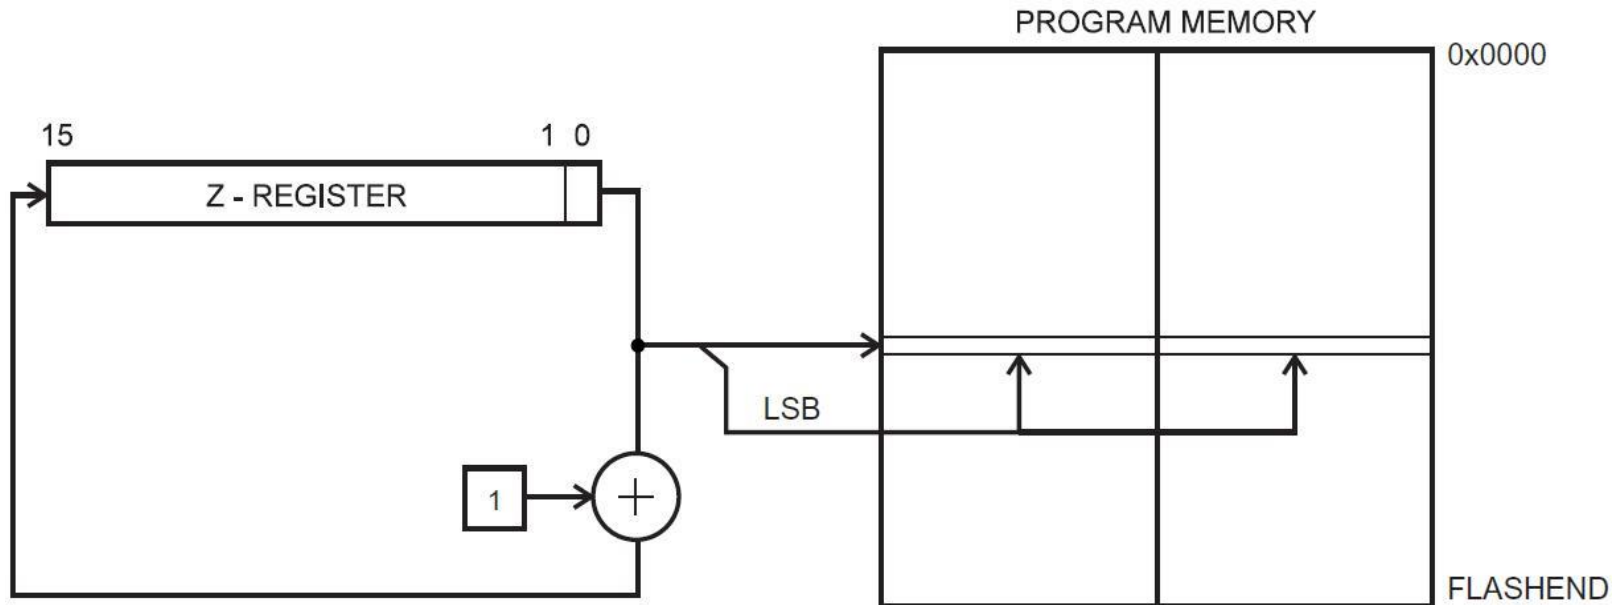 PROGRAM MEMORY
0x0000
15 1 0
Z - REGISTER
LSB
1
FLASHEND